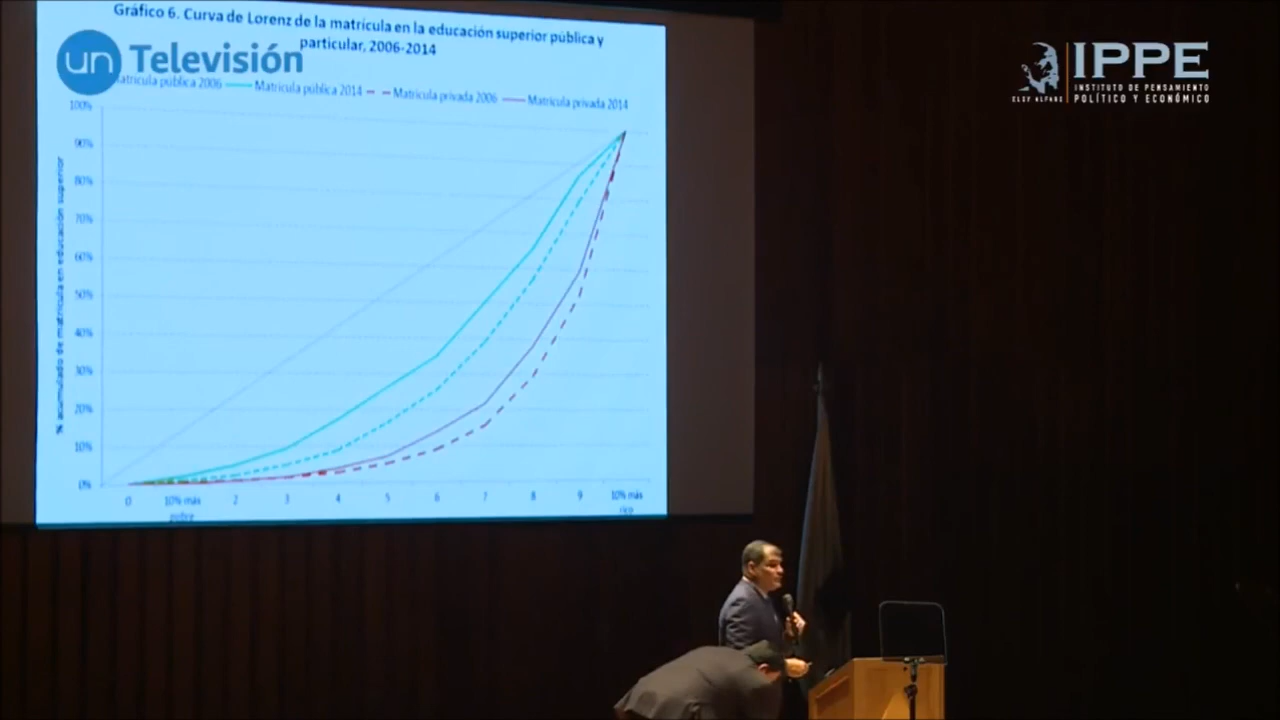 Gráfico 6. Curva de Lorenz de la matrícula en la educación superior pública y
particular, 2006-2014
un Televisión
IPPE
INSTITUTO DE PENSAMIENTO
POLÍTICO Y ECONÓMICO
ELOY ALFARO
Matrícula pública 2006 Matrícula pública 2014 Matrícula privada 2006 Matrícula privada 2014
% acumulado de matrícula en educación superior
100%
90%
80%
70%
60%
50%
40%
30%
20%
10%
0%
0 10% más 2 3 4 5 6 7 8 9 10% más
pobre rico